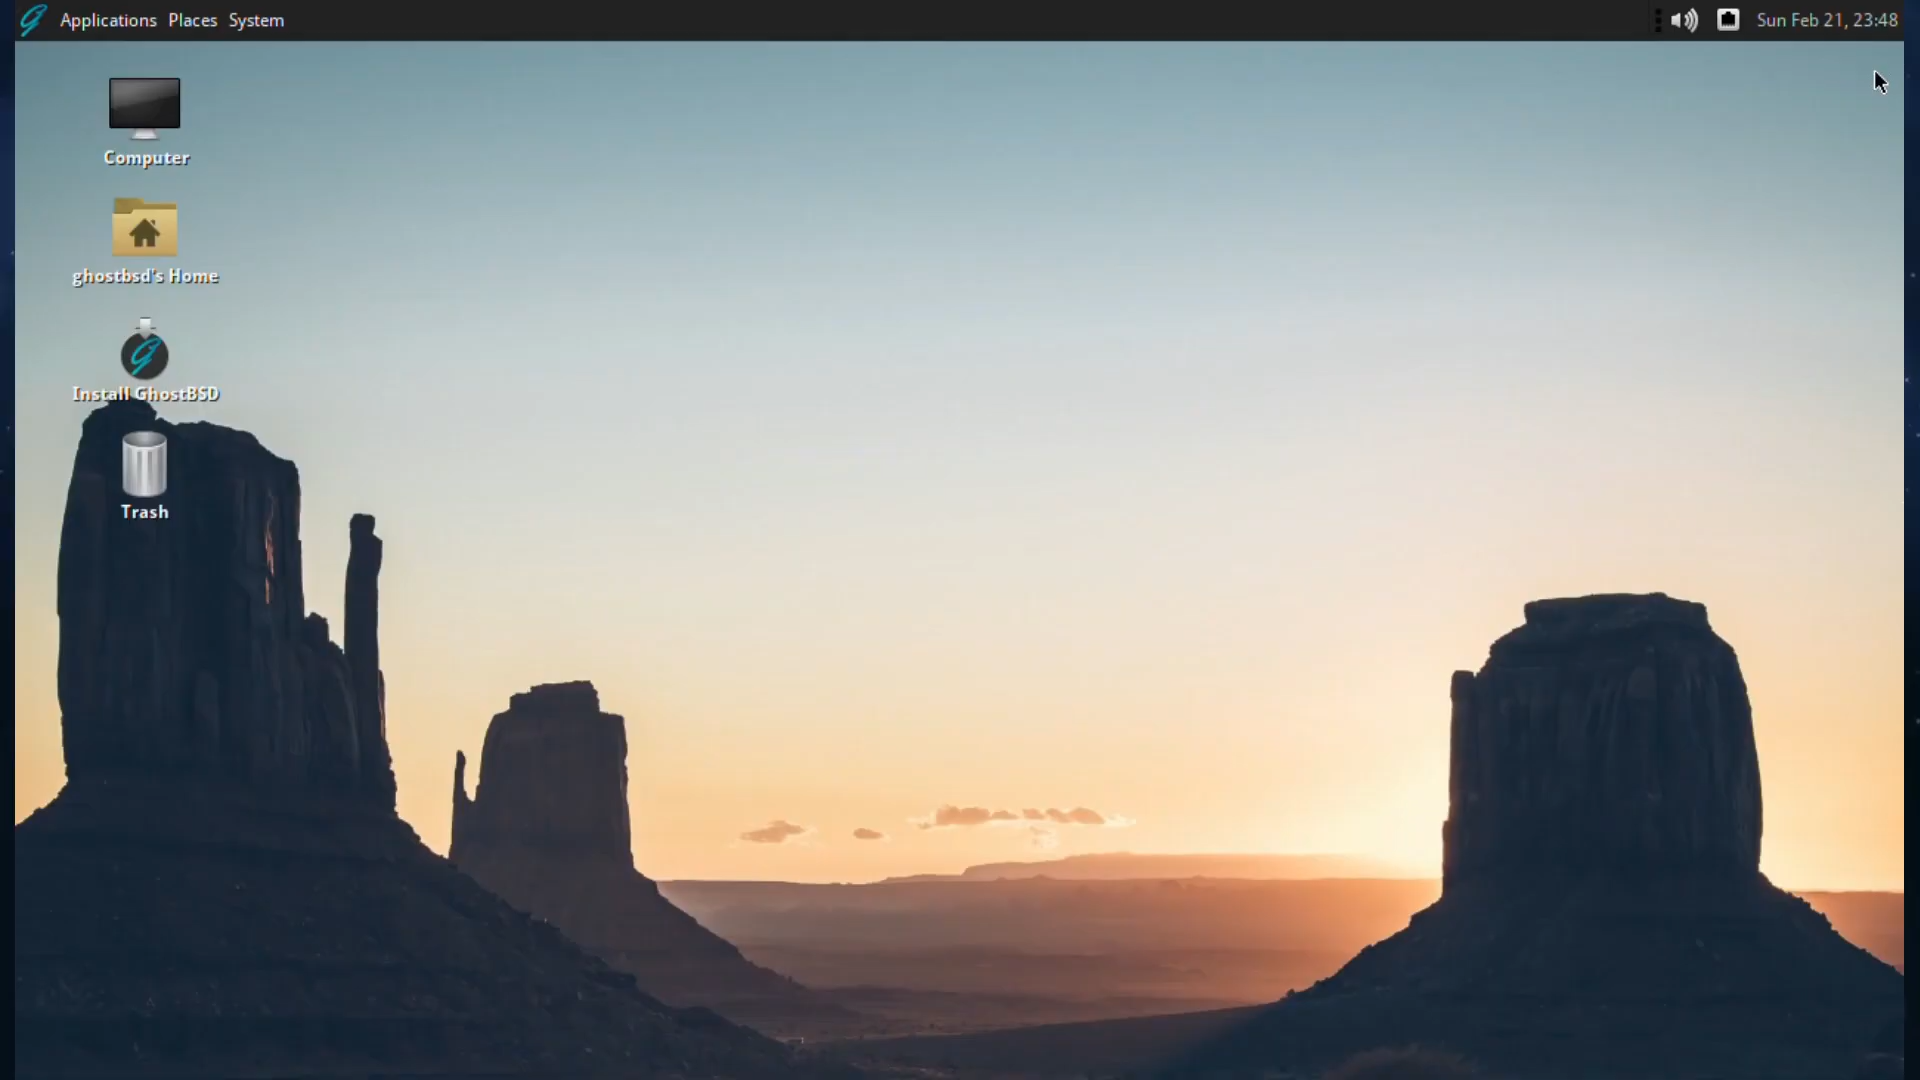 Applications Places System
Sun Feb 21, 23:48
Computer
ghostbsd's Home
Install GhostBSD
Trash